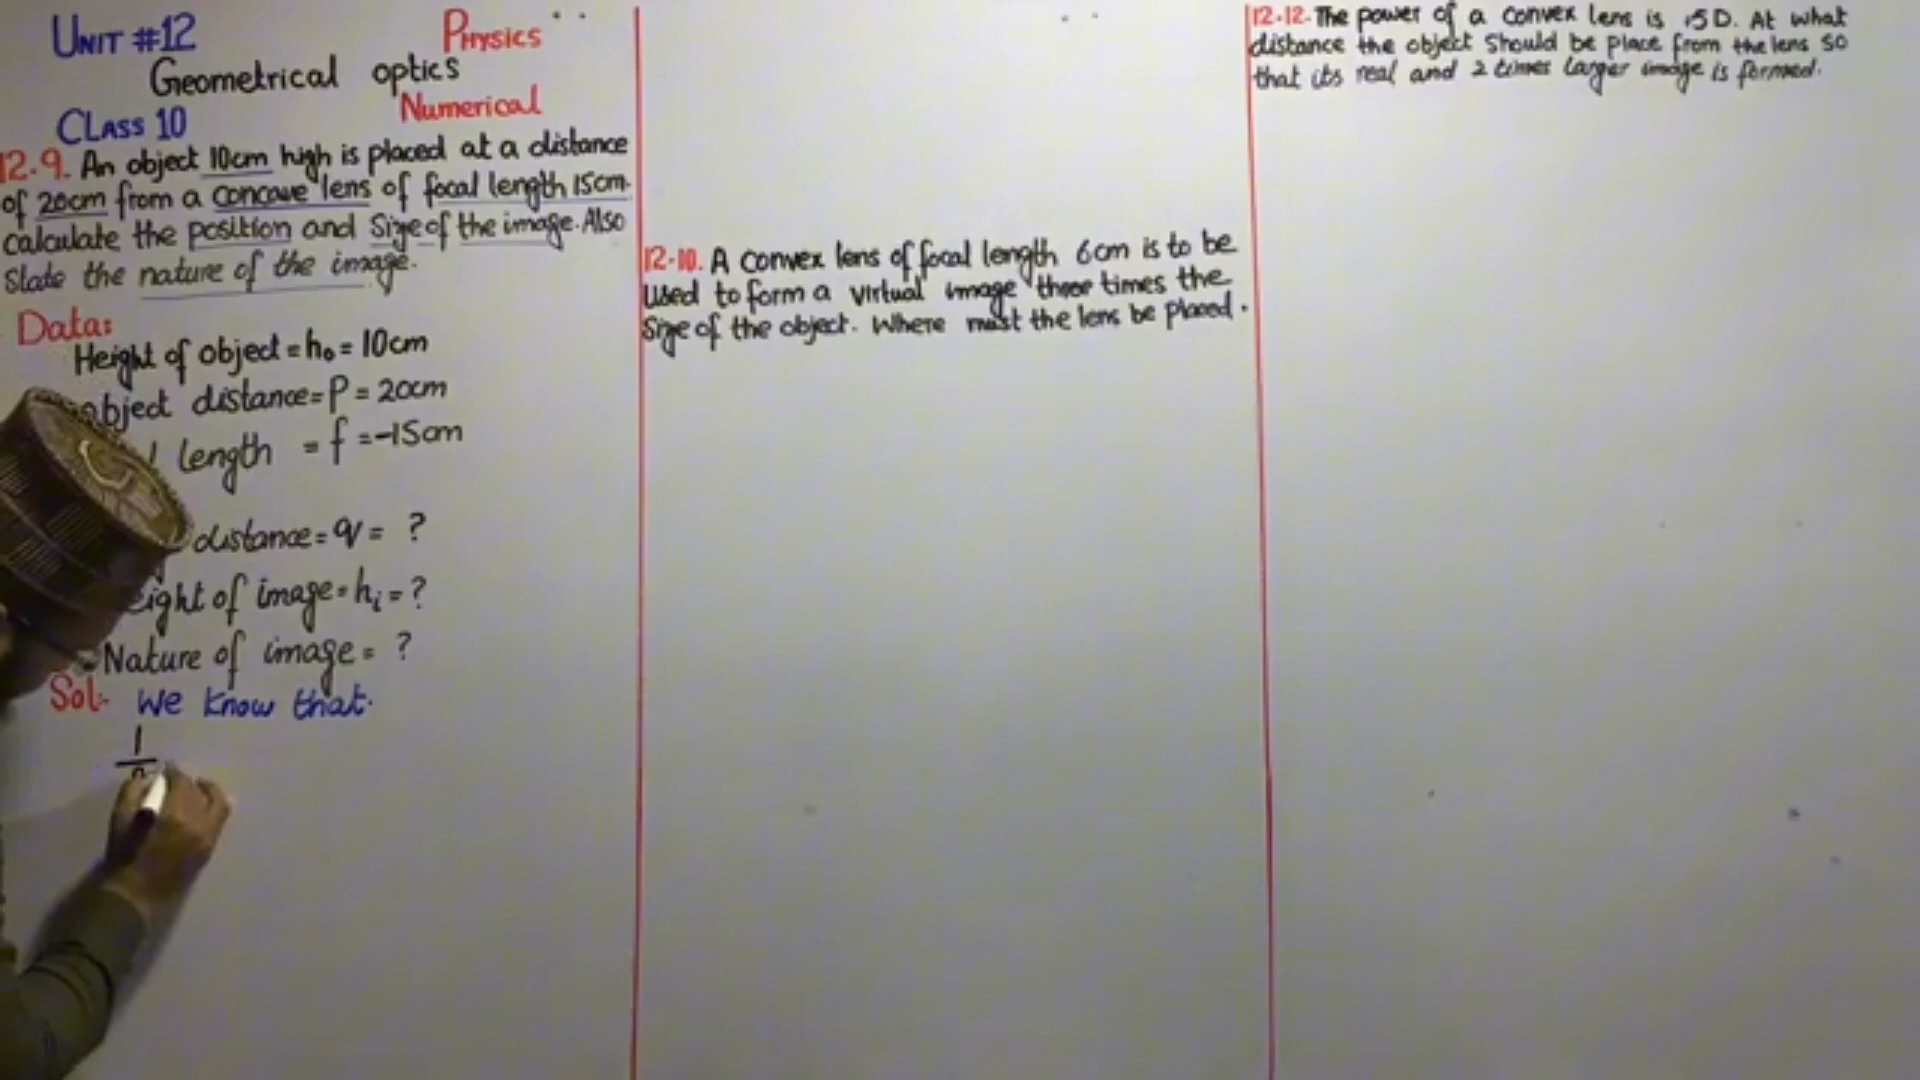 UNIT #12
Physics
Geometrical optics
Numerical
CLASS 10
12.9. An object 10cm high is placed at a distance
of 20cm from a concave lens of focal length 15cm.
calculate the position and Size of the image. Also
State the nature of the image.
Data:
Height of object = h₀ = 10cm
object distance = P = 20cm
length = f = -15cm
distance = q = ?
eight of image = hᵢ = ?
Nature of image = ?
Sol:- We know that.
1
12.10. A convex lens of focal length 6cm is to be
used to form a virtual image three times the
Size of the object. Where must the lens be placed.
12.12. The power of a convex lens is 5D. At what
distance the object should be place from the lens so
that its real and 2 times larger image is formed.